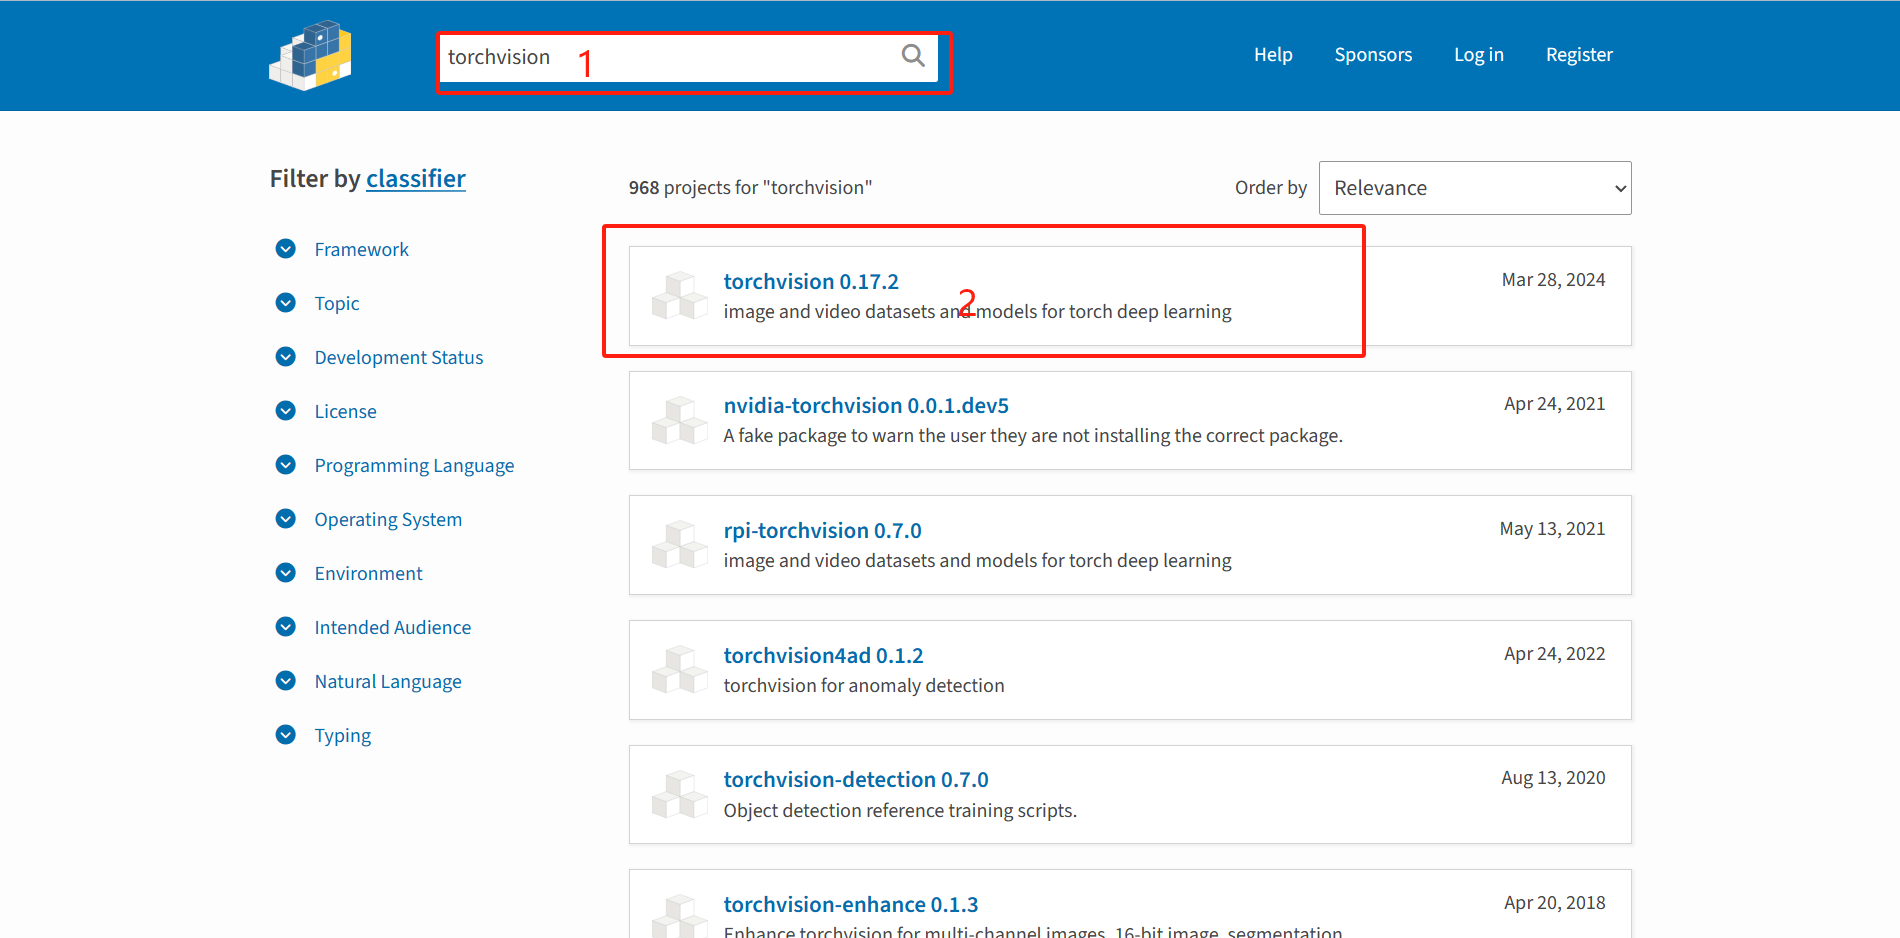 torchvision 1
Help Sponsors Log in Register
Filter by classifier
Framework
Topic
Development Status
License
Programming Language
Operating System
Environment
Intended Audience
Natural Language
Typing
968 projects for "torchvision"
Order by Relevance
torchvision 0.17.2
Mar 28, 2024
2
image and video datasets and models for torch deep learning
nvidia-torchvision 0.0.1.dev5
Apr 24, 2021
A fake package to warn the user they are not installing the correct package.
rpi-torchvision 0.7.0
May 13, 2021
image and video datasets and models for torch deep learning
torchvision4ad 0.1.2
Apr 24, 2022
torchvision for anomaly detection
torchvision-detection 0.7.0
Aug 13, 2020
Object detection reference training scripts.
torchvision-enhance 0.1.3
Apr 20, 2018
Enhance torchvision for multi-channel images, 16-bit image, segmentation